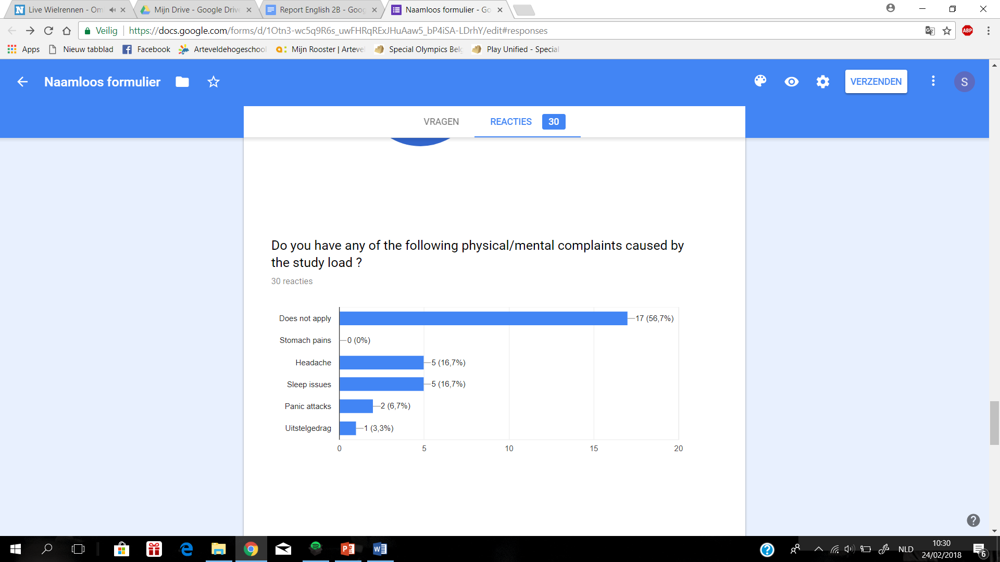 Live Wielrennen - Om
Mijn Drive - Google Drive
Report English 2B - Goog
Naamloos formulier - Go
Veilig
https://docs.google.com/forms/d/1Otn3-wc5q9R6s_uwFHRqRExJHuAaw5_bP4iSA-LDrhY/edit#responses
ABP
Apps
Nieuw tabblad
Facebook
Arteveldehogeschool
Mijn Rooster | Arteve
Special Olympics Belg
Play Unified - Special
Naamloos formulier
VERZENDEN
S
VRAGEN
REACTIES 30
Do you have any of the following physical/mental complaints caused by
the study load ?
30 reacties
Does not apply 17 (56,7%)
Stomach pains 0 (0%)
Headache 5 (16,7%)
Sleep issues 5 (16,7%)
Panic attacks 2 (6,7%)
Uitstelgedrag 1 (3,3%)
0 5 10 15 20
NLD
10:30
24/02/2018
6